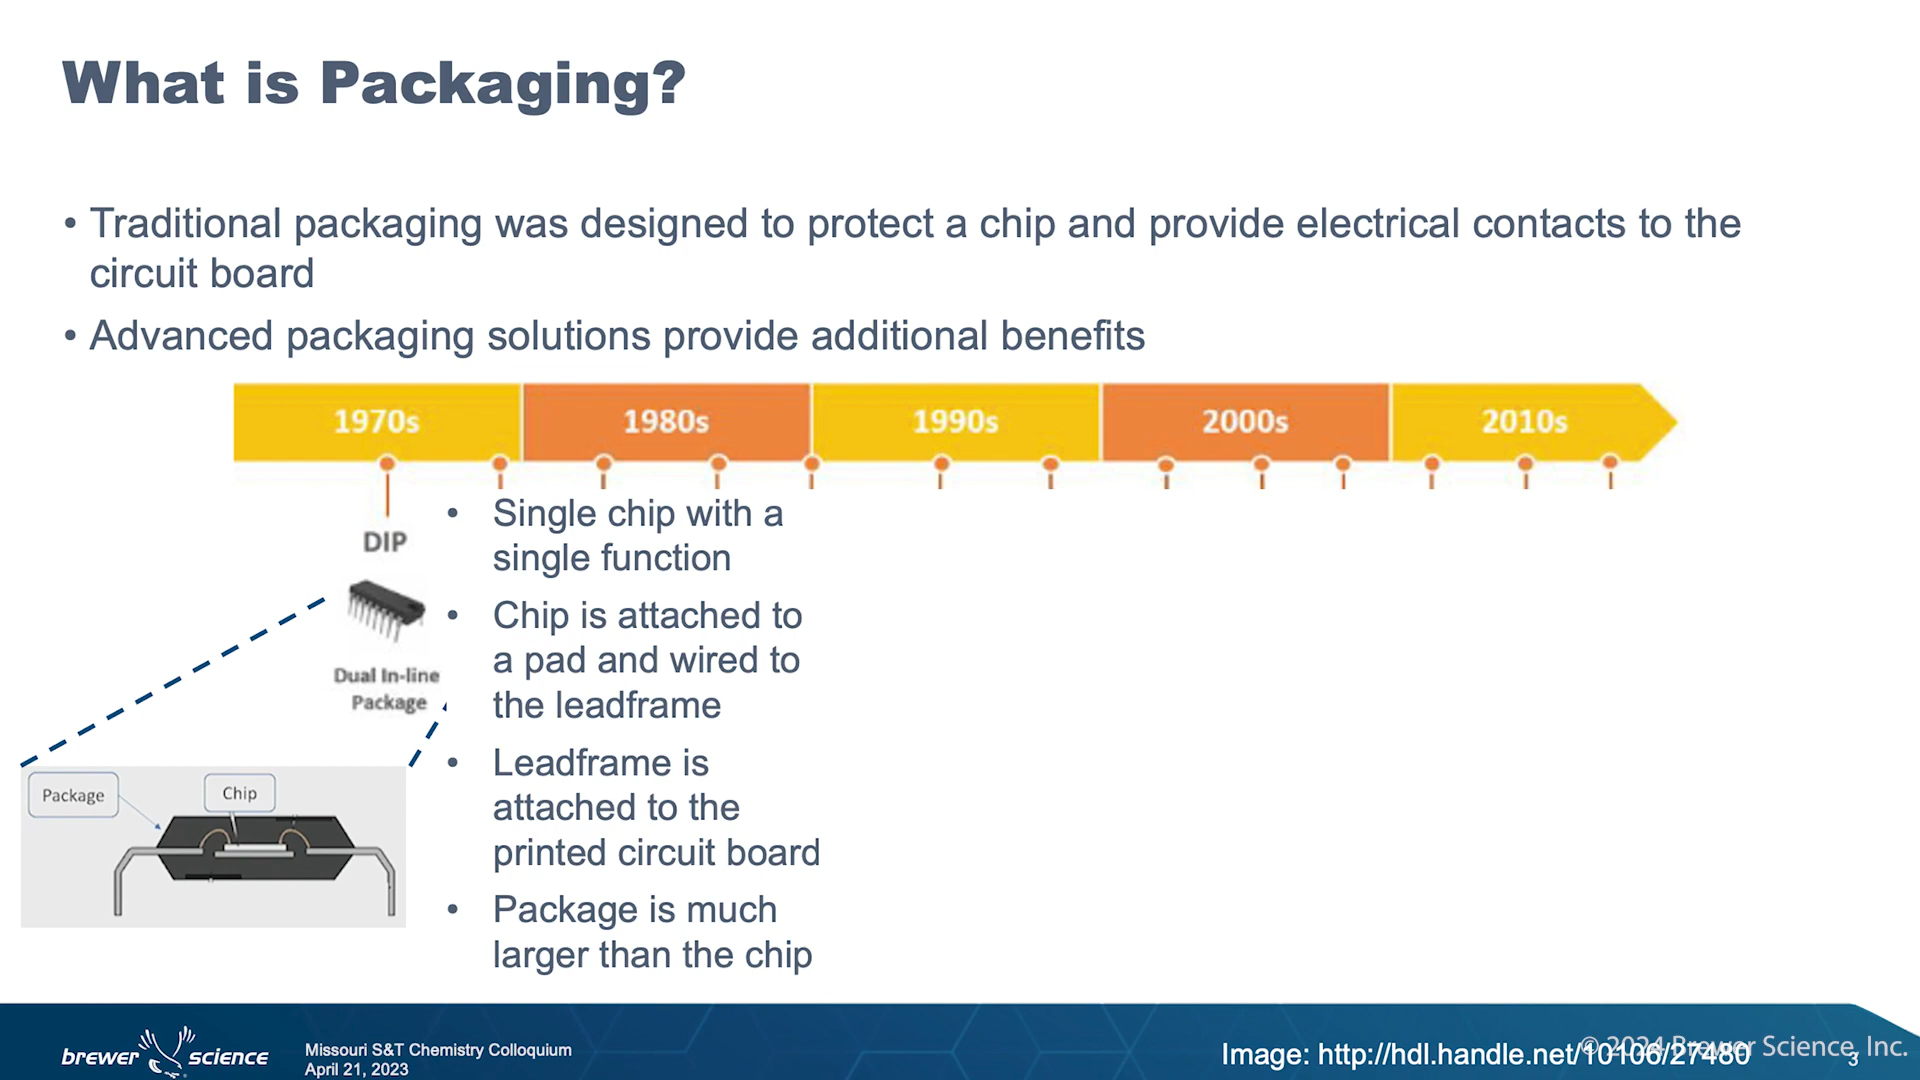 What is Packaging?
• Traditional packaging was designed to protect a chip and provide electrical contacts to the
circuit board
• Advanced packaging solutions provide additional benefits
1970s 1980s 1990s 2000s 2010s
DIP
Dual In-line
Package
• Single chip with a
single function
• Chip is attached to
a pad and wired to
the leadframe
• Leadframe is
attached to the
printed circuit board
• Package is much
larger than the chip
Package
Chip
brewer science
Missouri S&T Chemistry Colloquium
April 21, 2023
Image: http://hdl.handle.net/10106/27480
© 2024 Brewer Science, Inc.
3